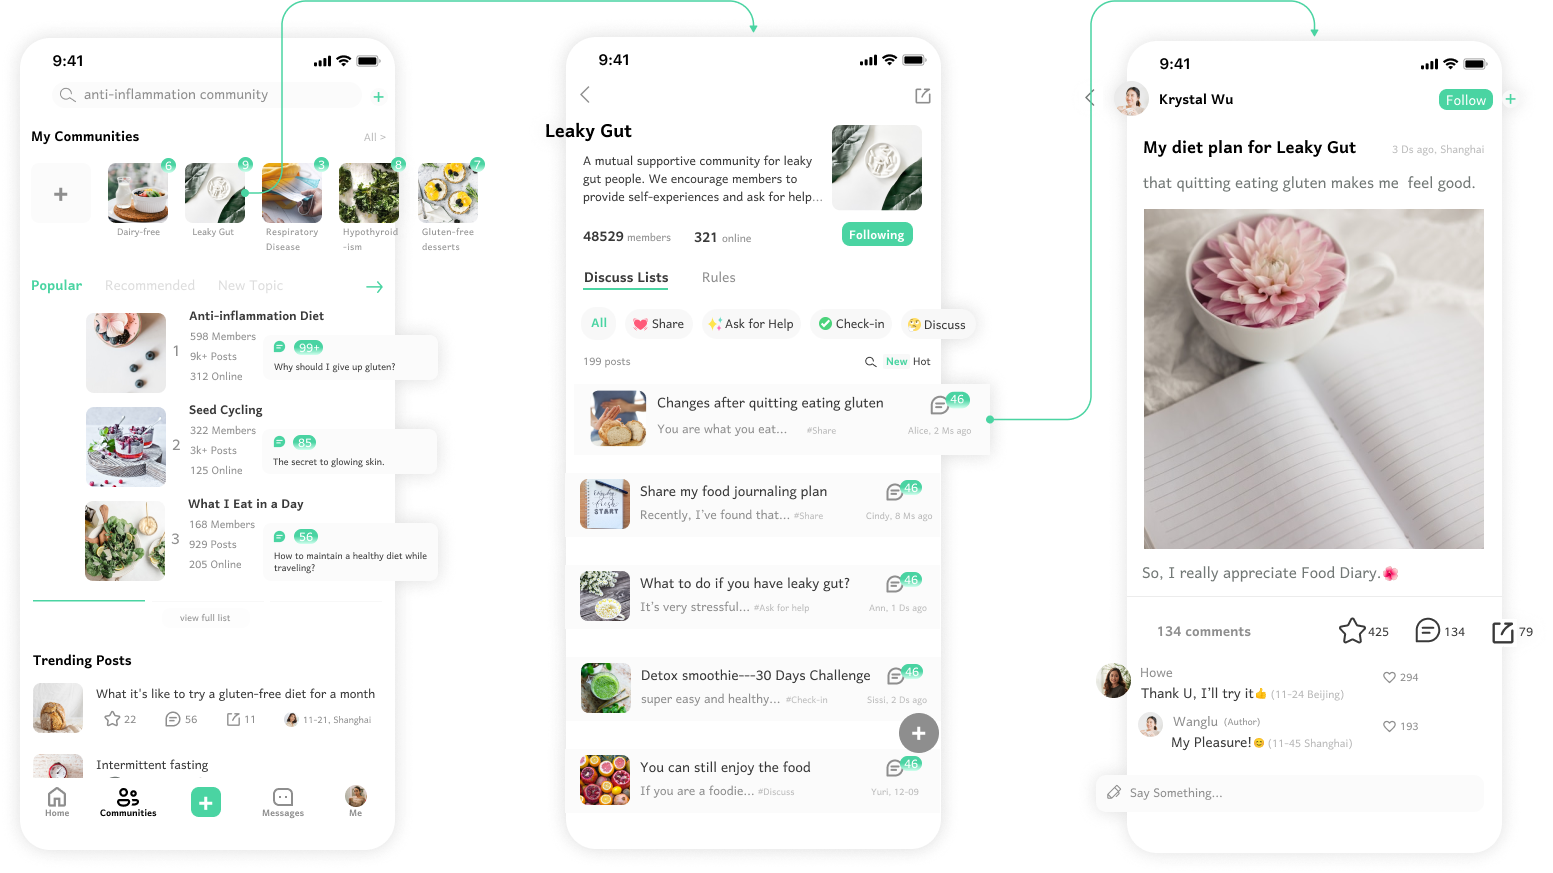 9:41
anti-inflammation community
+
My Communities
All >
6
9
3
8
7
+
Dairy-free
Leaky Gut
Respiratory
Disease
Hypothyroid
-ism
Gluten-free
desserts
Popular
Recommended
New Topic
Anti-inflammation Diet
1
598 Members
9k+ Posts
312 Online
99+
Why should I give up gluten?
Seed Cycling
2
322 Members
3k+ Posts
125 Online
85
The secret to glowing skin.
What I Eat in a Day
3
168 Members
929 Posts
205 Online
56
How to maintain a healthy diet while
traveling?
view full list
Trending Posts
What it's like to try a gluten-free diet for a month
22
56
11
11-21, Shanghai
Intermittent fasting
Home
Communities
+
Messages
Me
9:41
Leaky Gut
A mutual supportive community for leaky
gut people. We encourage members to
provide self-experiences and ask for help...
48529 members
321 online
Following
Discuss Lists
Rules
All
💓 Share
✨ Ask for Help
✅ Check-in
🤔 Discuss
199 posts
New Hot
Changes after quitting eating gluten
46
You are what you eat...
#Share
Alice, 2 Ms ago
FRESH
START
Share my food journaling plan
46
Recently, I've found that... #Share
Cindy, 8 Ms ago
What to do if you have leaky gut?
46
It's very stressful... #Ask for help
Ann, 1 Ds ago
Detox smoothie---30 Days Challenge
46
super easy and healthy... #Check-in
Sissi, 2 Ds ago
+
You can still enjoy the food
46
If you are a foodie... #Discuss
Yuri, 12-09
9:41
Krystal Wu
Follow
+
My diet plan for Leaky Gut
3 Ds ago, Shanghai
that quitting eating gluten makes me  feel good.
So, I really appreciate Food Diary.🌺
134 comments
425
134
79
Howe
294
Thank U, I'll try it👍 (11-24 Beijing)
Wanglu (Author)
193
My Pleasure!😊 (11-45 Shanghai)
Say Something...